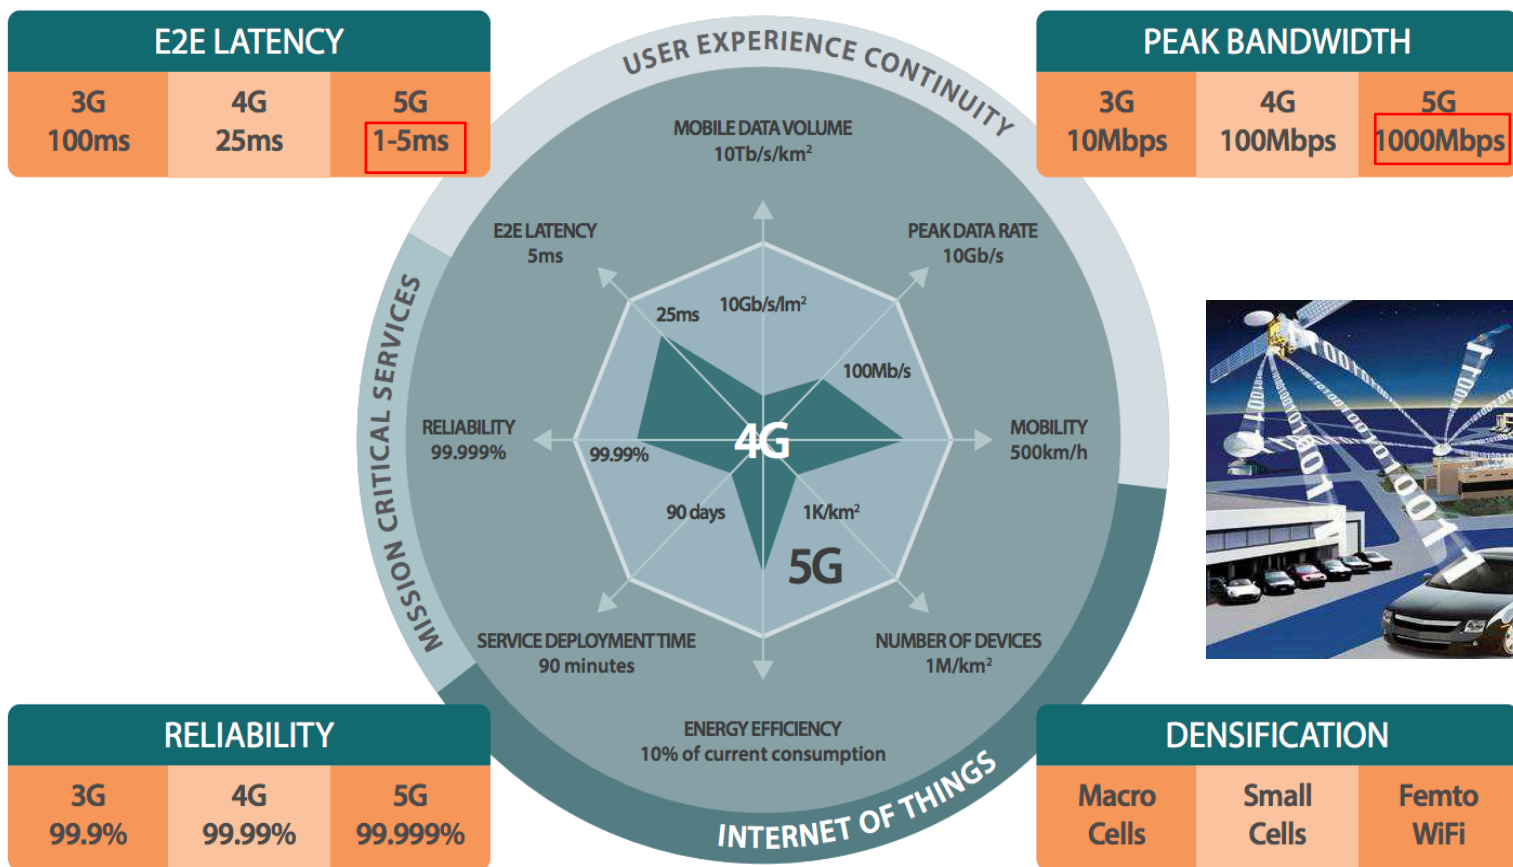 E2E LATENCY
3G 4G 5G
100ms 25ms 1-5ms
PEAK BANDWIDTH
3G 4G 5G
10Mbps 100Mbps 1000Mbps
USER EXPERIENCE CONTINUITY
MISSION CRITICAL SERVICES
INTERNET OF THINGS
MOBILE DATA VOLUME
10Tb/s/km²
E2E LATENCY
5ms
PEAK DATA RATE
10Gb/s
25ms
10Gb/s/lm²
100Mb/s
RELIABILITY
99.999%
99.99%
4G
MOBILITY
500km/h
90 days
1K/km²
5G
SERVICE DEPLOYMENT TIME
90 minutes
NUMBER OF DEVICES
1M/km²
ENERGY EFFICIENCY
10% of current consumption
RELIABILITY
3G 4G 5G
99.9% 99.99% 99.999%
DENSIFICATION
Macro Small Femto
Cells Cells WiFi